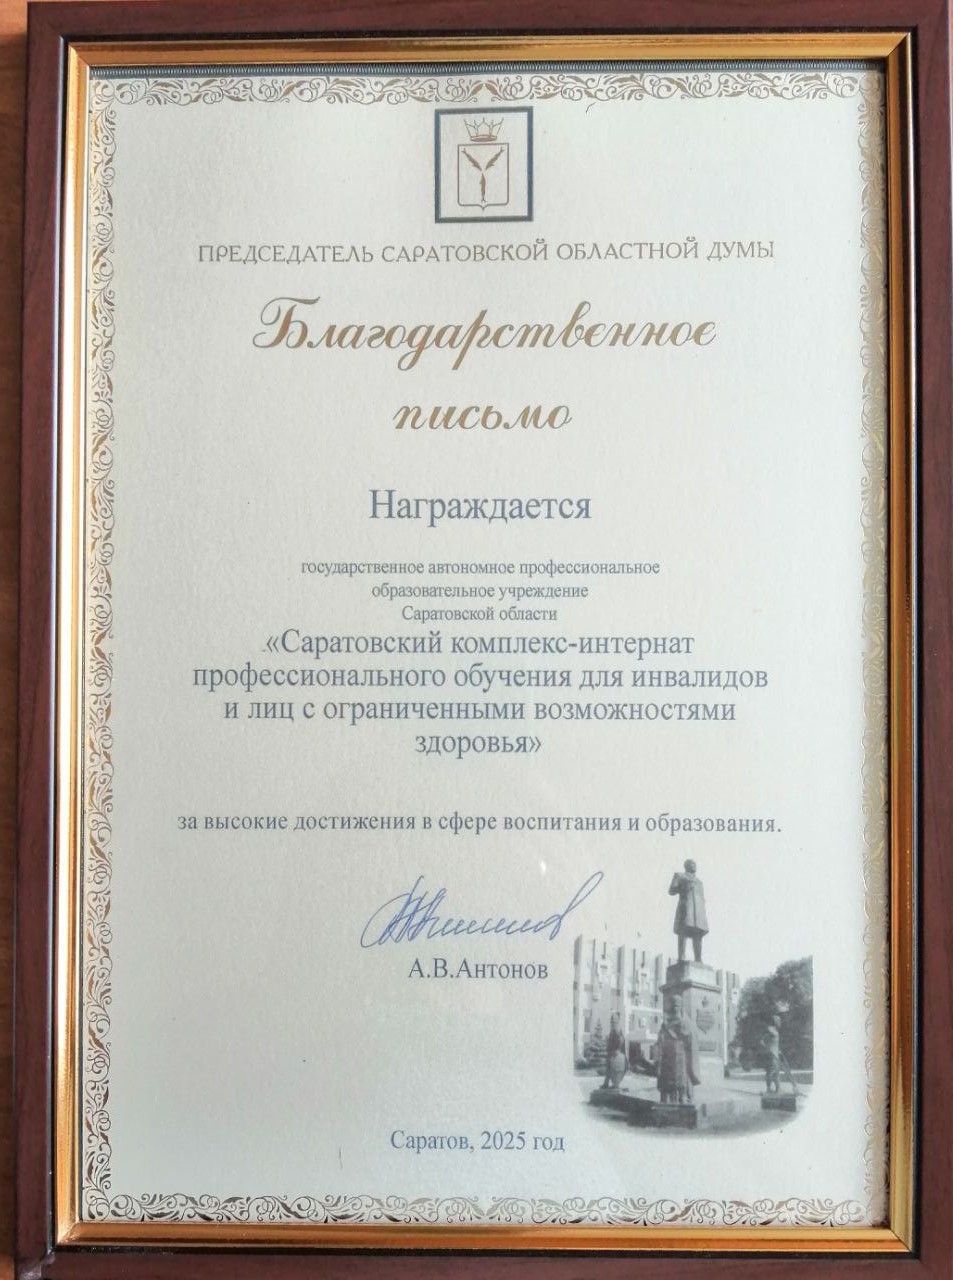 ПРЕДСЕДАТЕЛЬ САРАТОВСКОЙ ОБЛАСТНОЙ ДУМЫ
Благодарственное
письмо
Награждается
государственное автономное профессиональное
образовательное учреждение
Саратовской области
«Саратовский комплекс-интернат
профессионального обучения для инвалидов
и лиц с ограниченными возможностями
здоровья»
за высокие достижения в сфере воспитания и образования.
А.В.Антонов
Саратов, 2025 год